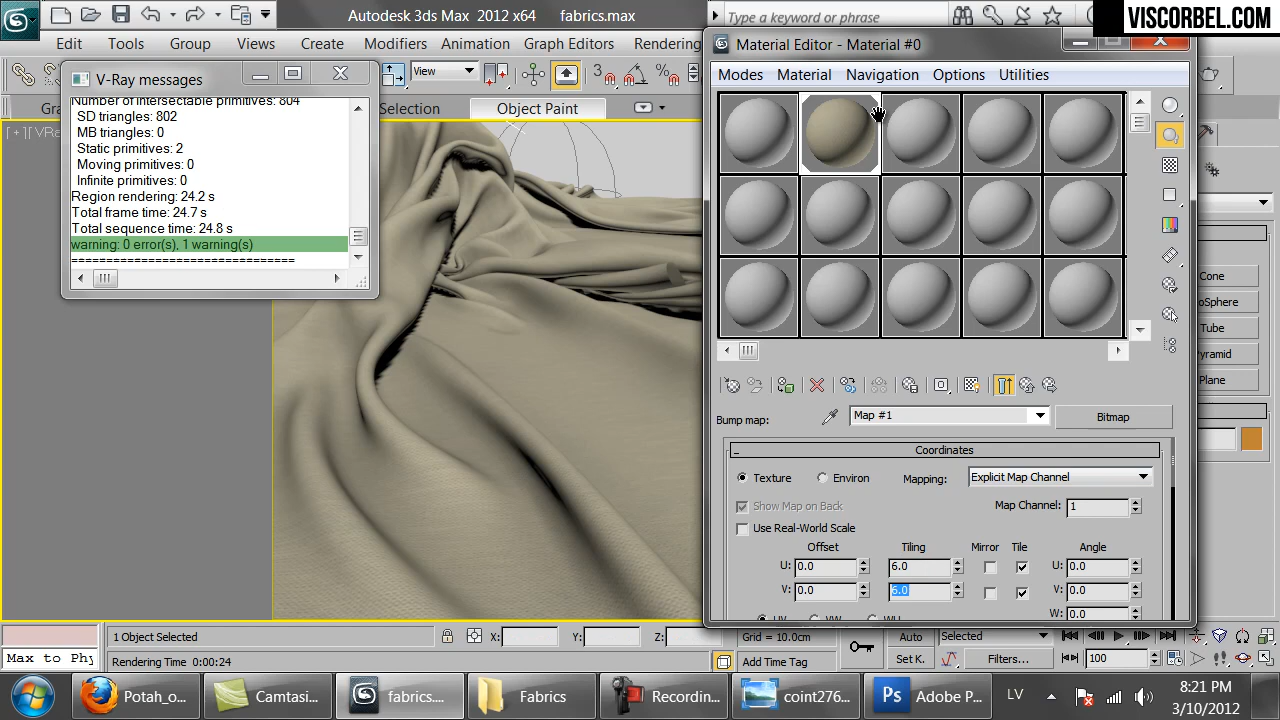 Autodesk 3ds Max 2012 x64 fabrics.max
Type a keyword or phrase
VISCORBEL.COM
Edit Tools Group Views Create Modifiers Animation Graph Editors Rendering
View
3
%
Object Paint
V-Ray messages
Number of intersectable primitives: 804
SD triangles: 802
MB triangles: 0
Static primitives: 2
Moving primitives: 0
Infinite primitives: 0
Region rendering: 24.2 s
Total frame time: 24.7 s
Total sequence time: 24.8 s
warning: 0 error(s), 1 warning(s)
==============================
Material Editor - Material #0
Modes Material Navigation Options Utilities
Bump map: Map #1 Bitmap
Coordinates
Texture Environ Mapping: Explicit Map Channel
Show Map on Back Map Channel: 1
Use Real-World Scale
Offset Tiling Mirror Tile Angle
U: 0.0 6.0 U: 0.0
V: 0.0 6.0 V: 0.0
W: 0.0
Cone
Tube
Plane
1 Object Selected X: Y: Z: Grid = 10.0cm Auto Selected
Max to Phy Rendering Time 0:00:24 Add Time Tag Set K. Filters... 100
Potah_o... Camtasi... fabrics.... Fabrics Recordin... coint276... Adobe P... LV 8:21 PM
3/10/2012